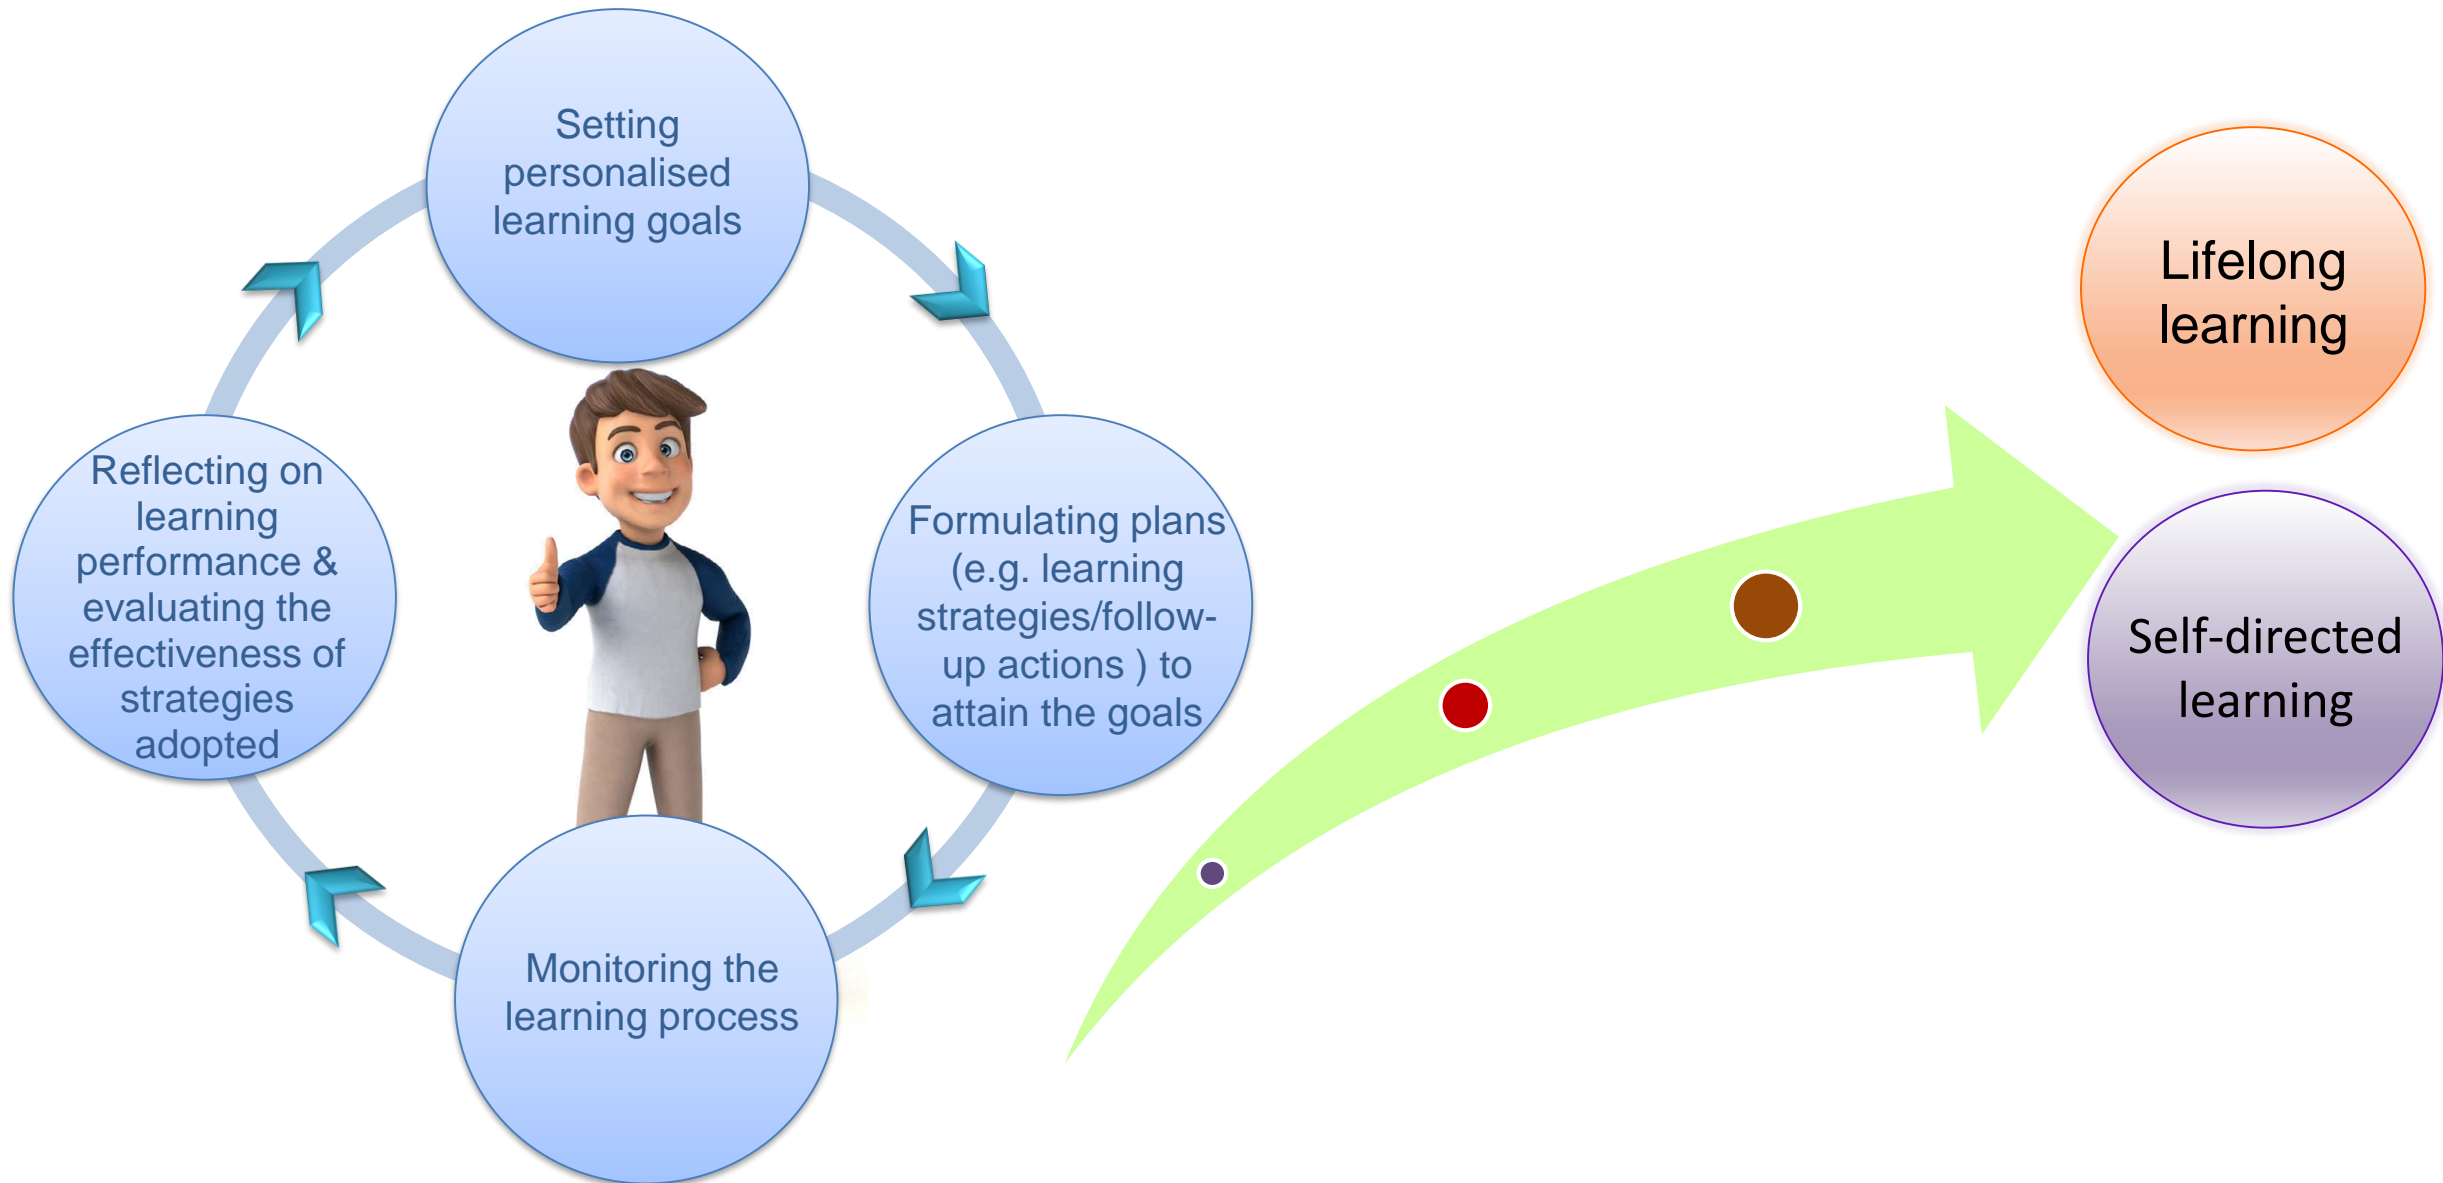 Setting
personalised
learning goals
Formulating plans
(e.g. learning
strategies/follow-
up actions ) to
attain the goals
Monitoring the
learning process
Reflecting on
learning
performance &
evaluating the
effectiveness of
strategies
adopted
Lifelong
learning
Self-directed
learning